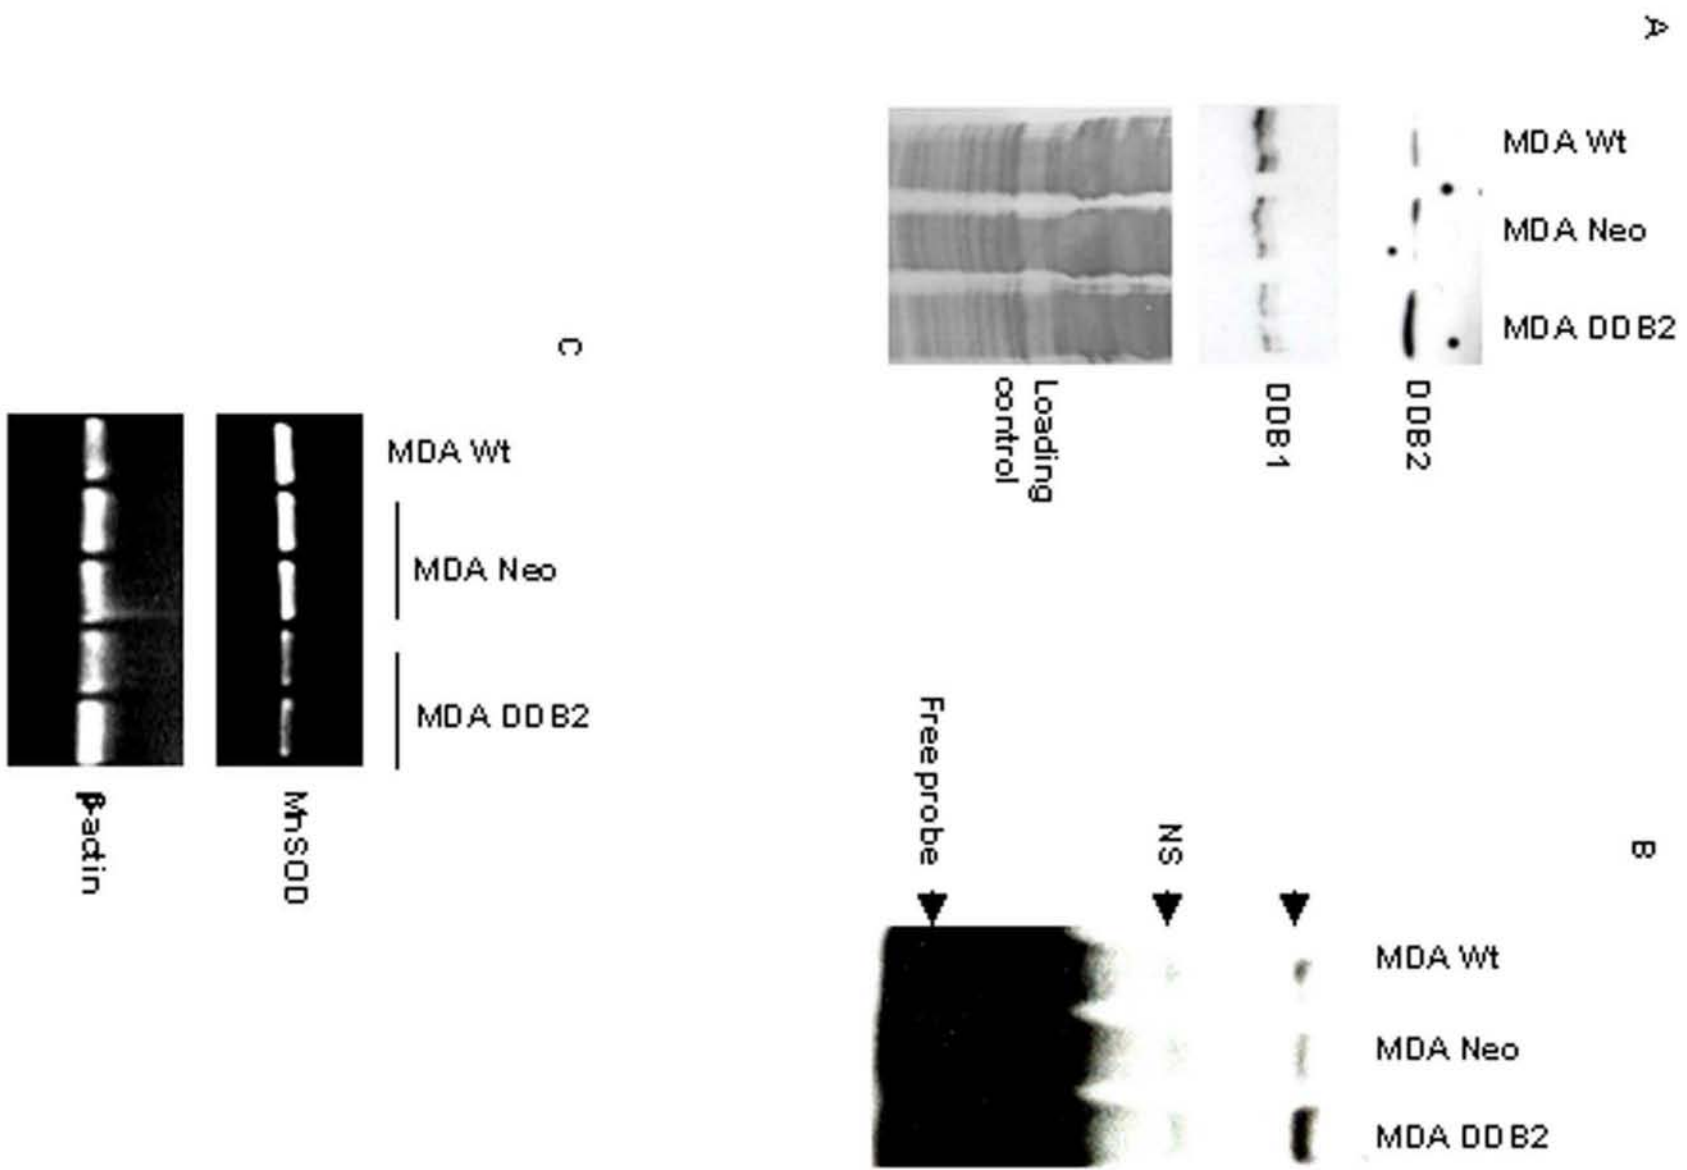 A
MDA Wt
MDA Neo
MDA DDB2
DDB2
DDB1
Loading
control
B
MDA Wt
MDA Neo
MDA DDB2
NS
Free probe
C
MDA Wt
MDA Neo
MDA DDB2
MnSOD
β-actin